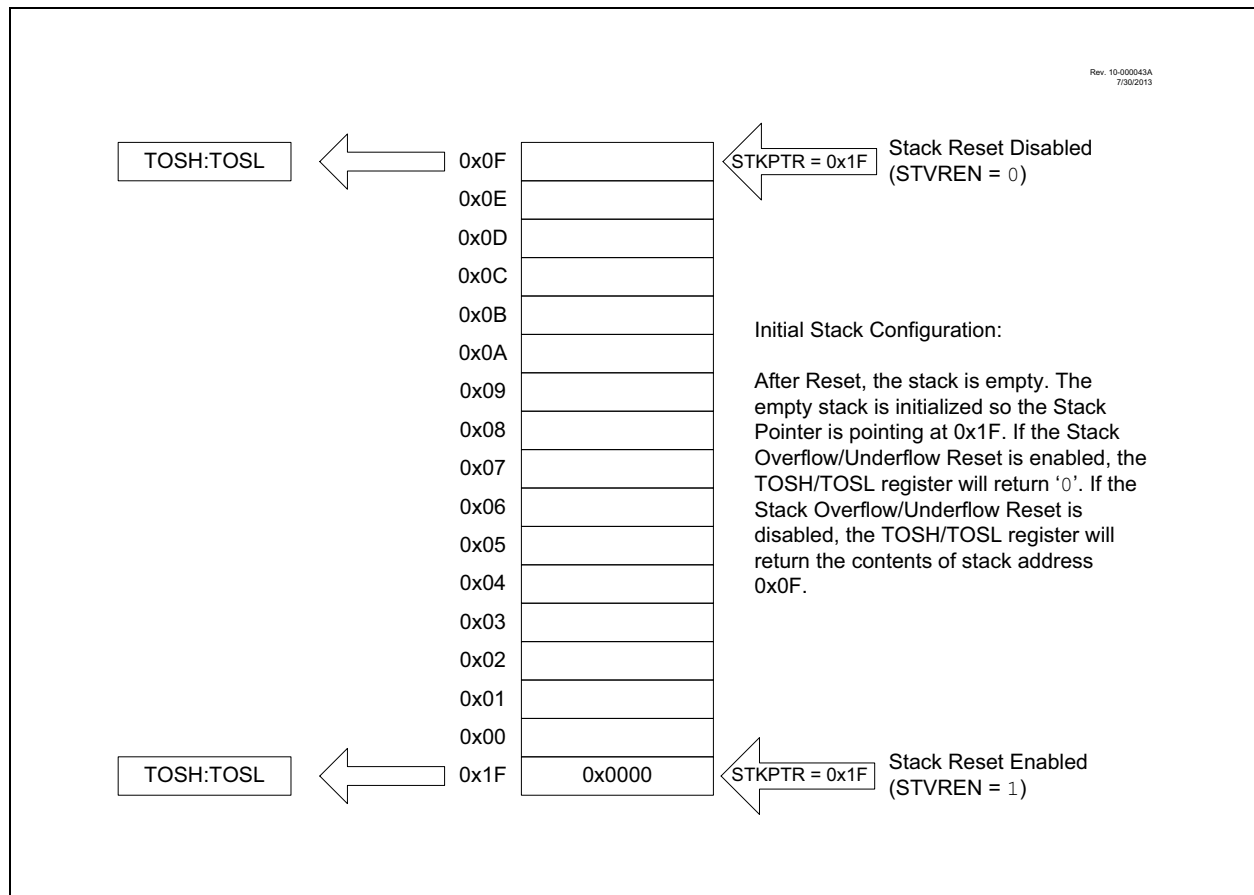 Rev. 10-000043A
7/30/2013
TOSH:TOSL
0x0F
STKPTR = 0x1F
Stack Reset Disabled
(STVREN = 0)
0x0E
0x0D
0x0C
0x0B
0x0A
0x09
0x08
0x07
0x06
0x05
0x04
0x03
0x02
0x01
0x00
Initial Stack Configuration:
After Reset, the stack is empty. The
empty stack is initialized so the Stack
Pointer is pointing at 0x1F. If the Stack
Overflow/Underflow Reset is enabled, the
TOSH/TOSL register will return ‘0’. If the
Stack Overflow/Underflow Reset is
disabled, the TOSH/TOSL register will
return the contents of stack address
0x0F.
TOSH:TOSL
0x1F
0x0000
STKPTR = 0x1F
Stack Reset Enabled
(STVREN = 1)